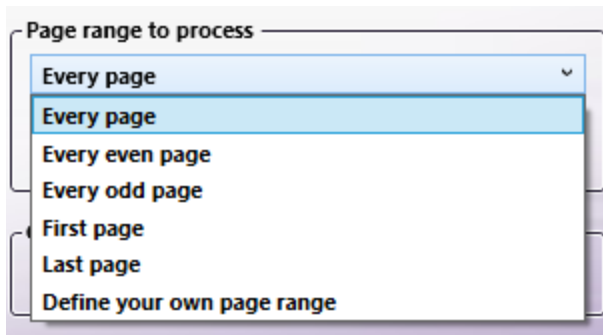 Page range to process
Every page
Every page
Every even page
Every odd page
First page
Last page
Define your own page range